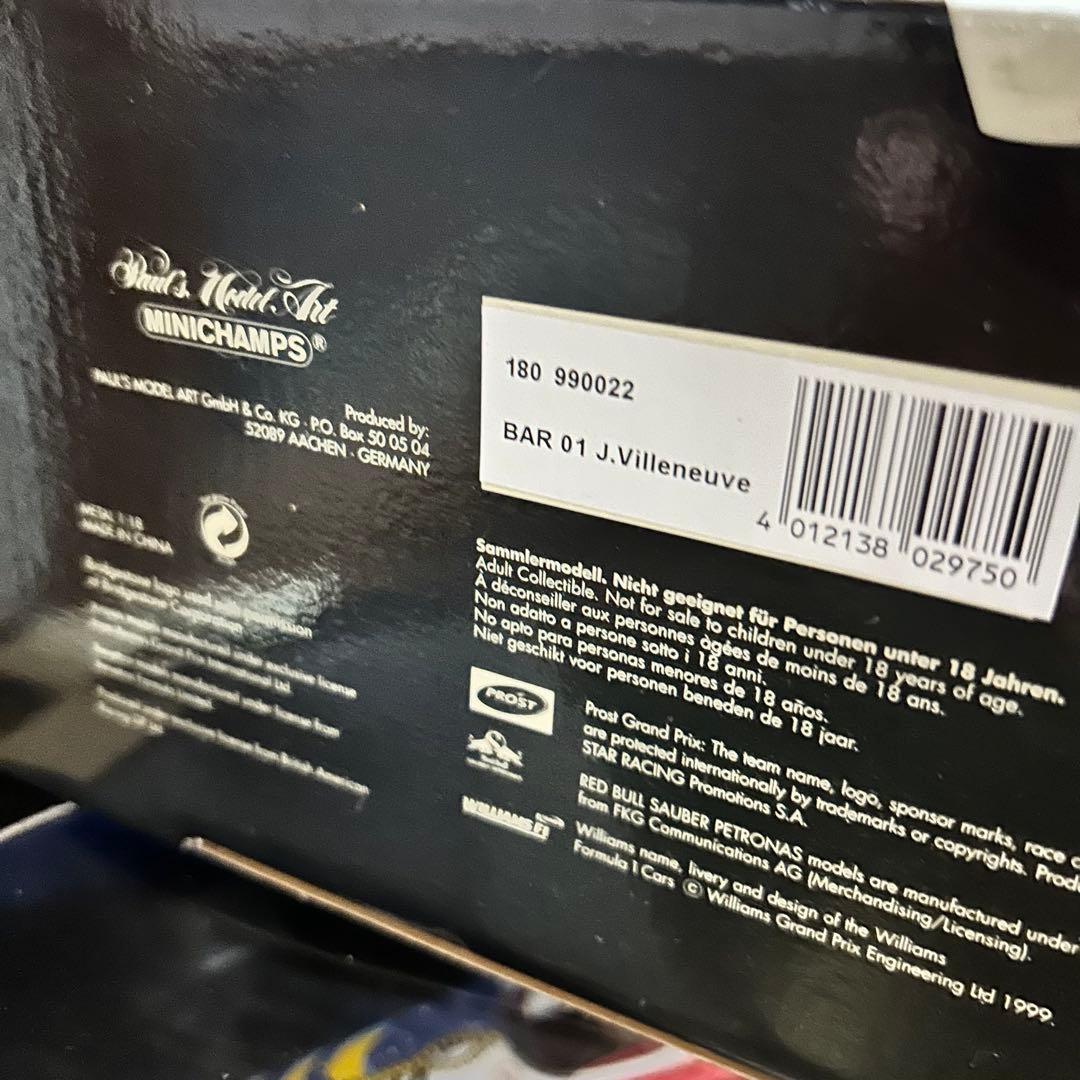 Paul's Model Art
MINICHAMPS®
Produced by:
PAUL'S MODEL ART GmbH & Co. KG · P.O. Box 50 05 04
52089 AACHEN · GERMANY
METAL 1:18
MADE IN CHINA
180 990022
BAR 01 J.Villeneuve
4 012138 029750
Sammlermodell. Nicht geeignet für Personen unter 18 Jahren.
Adult Collectible. Not for sale to children under 18 years of age.
À déconseiller aux personnes âgées de moins de 18 ans.
Non adatto a persone sotto i 18 anni.
No apto para personas menores de 18 años.
Niet geschikt voor personen beneden de 18 jaar.
PROST
Prost Grand Prix: The team name, logo, sponsor marks, race
are protected internationally by trademarks or copyrights.
STAR RACING Promotions S.A.
RED BULL SAUBER PETRONAS models are manufactured under
from FKG Communications AG (Merchandising/Licensing).
WILLIAMS F1
Williams name, livery and design of the Williams
Formula 1 Cars © Williams Grand Prix Engineering Ltd 1999.